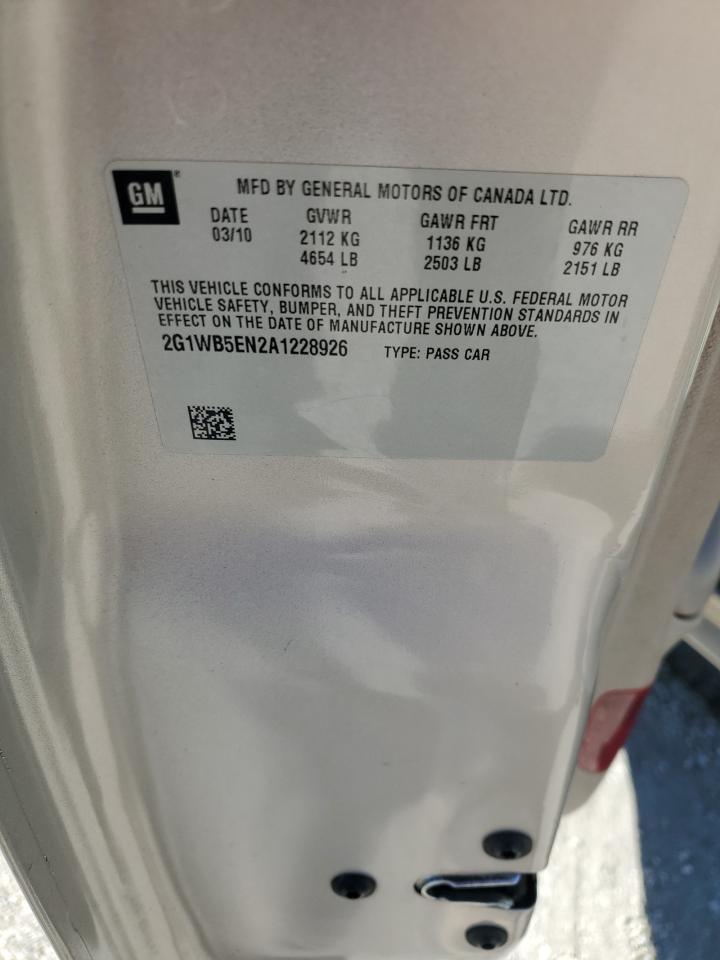 GM® MFD BY GENERAL MOTORS OF CANADA LTD.
DATE GVWR GAWR FRT GAWR RR
03/10 2112 KG 1136 KG 976 KG
4654 LB 2503 LB 2151 LB
THIS VEHICLE CONFORMS TO ALL APPLICABLE U.S. FEDERAL MOTOR
VEHICLE SAFETY, BUMPER, AND THEFT PREVENTION STANDARDS IN
EFFECT ON THE DATE OF MANUFACTURE SHOWN ABOVE.
2G1WB5EN2A1228926 TYPE: PASS CAR